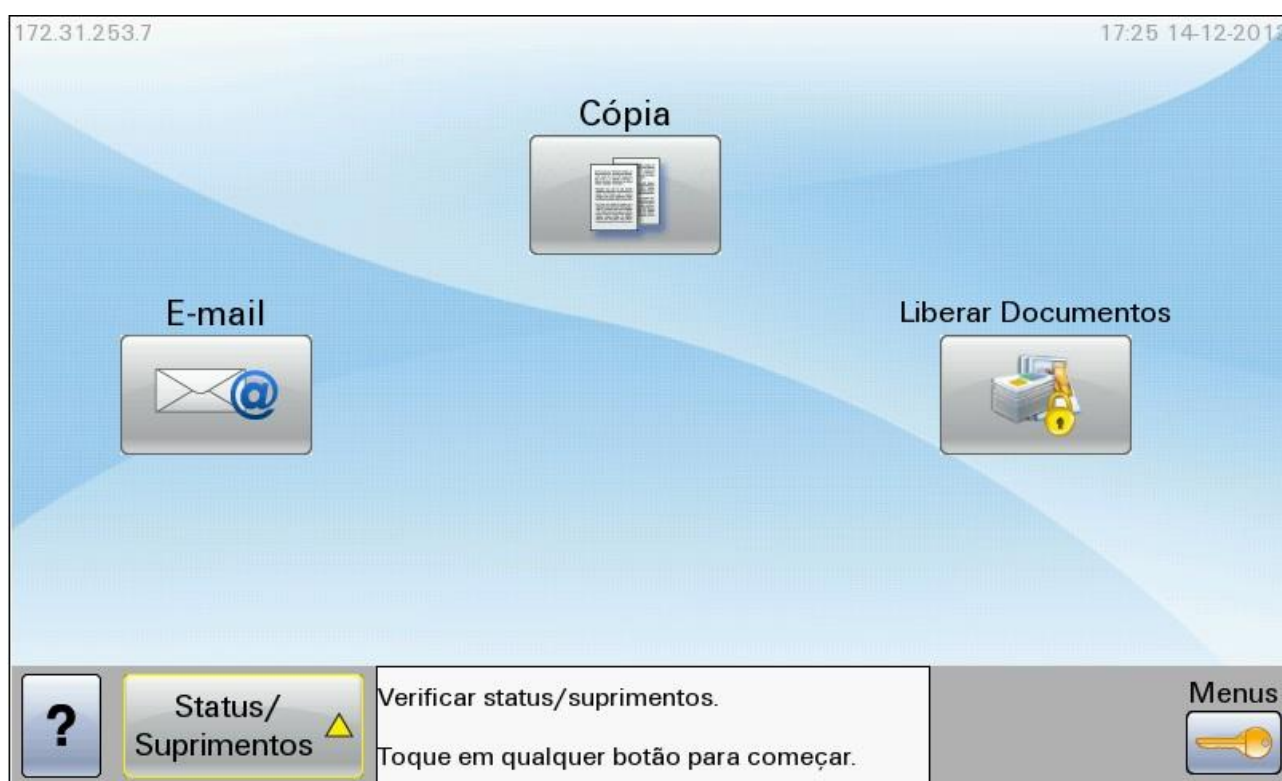 172.31.253.7
17:25 14-12-2013
Cópia
E-mail
Liberar Documentos
?
Status/
Suprimentos
Verificar status/suprimentos.
Toque em qualquer botão para começar.
Menus